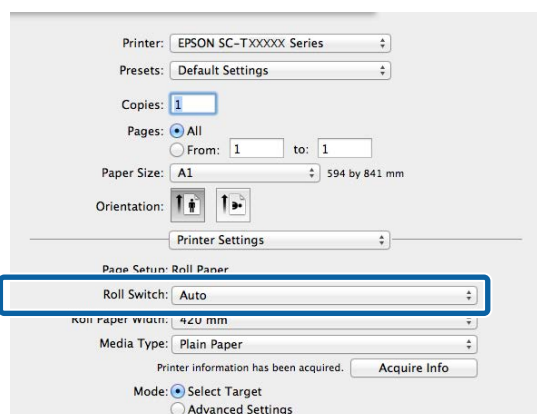 Printer: EPSON SC-TXXXXX Series
Presets: Default Settings
Copies: 1
Pages: All
From: 1 to: 1
Paper Size: A1 594 by 841 mm
Orientation:
Printer Settings
Page Setup: Roll Paper
Roll Switch: Auto
Roll Paper Width: 420 mm
Media Type: Plain Paper
Printer information has been acquired. Acquire Info
Mode: Select Target
Advanced Settings